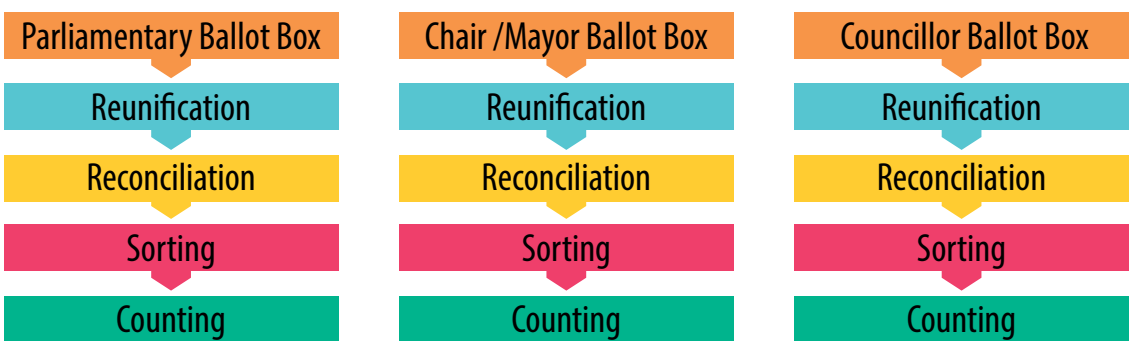 Parliamentary Ballot Box
Reunification
Reconciliation
Sorting
Counting
Chair /Mayor Ballot Box
Reunification
Reconciliation
Sorting
Counting
Councillor Ballot Box
Reunification
Reconciliation
Sorting
Counting